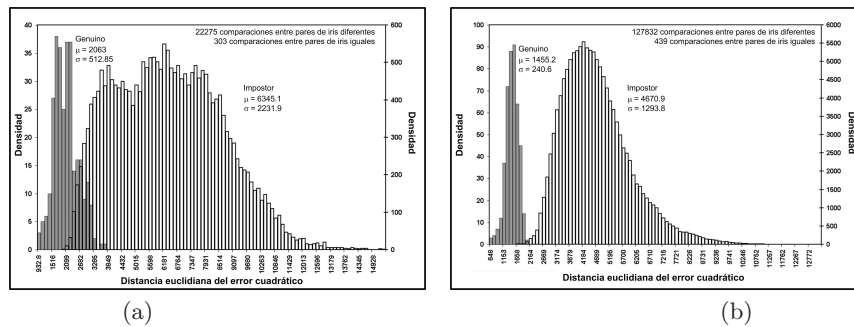 22275 comparaciones entre pares de iris diferentes
303 comparaciones entre pares de iris iguales
Genuino
μ = 2063
σ = 512.85
Impostor
μ = 6345.1
σ = 2231.9
Densidad
Densidad
40
35
30
25
20
15
10
5
0
600
500
400
300
200
100
0
932.8 1516 2099 2682 3265 3849 4432 5015 5598 6181 6764 7347 7931 8514 9097 9680 10263 10846 11429 12013 12596 13179 13762 14345 14928
Distancia euclidiana del error cuadrático
(a)
127832 comparaciones entre pares de iris diferentes
439 comparaciones entre pares de iris iguales
Genuino
μ = 1455.2
σ = 240.6
Impostor
μ = 4670.9
σ = 1293.8
Densidad
Densidad
100
90
80
70
60
50
40
30
20
10
0
6000
5500
5000
4500
4000
3500
3000
2500
2000
1500
1000
500
0
648 1153 1658 2164 2669 3174 3679 4184 4689 5195 5700 6205 6710 7215 7721 8226 8731 9236 9741 10246 10752 11257 11762 12267 12772
Distancia euclidiana del error cuadrático
(b)